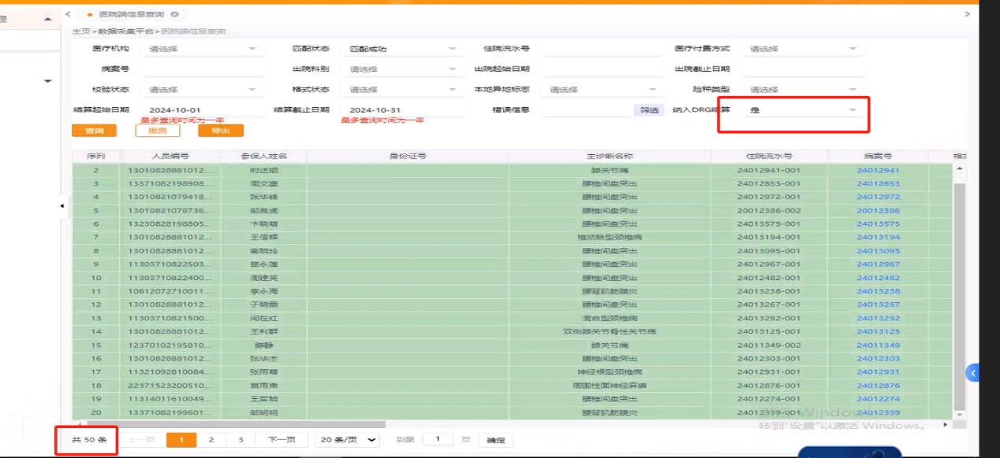 理
医院端信息查询
主页>数据采集平台>医院端信息查询
医疗机构 请选择 匹配状态 匹配成功 住院流水号 医疗付费方式 请选择
病案号 出院科别 请选择 出院起始日期 出院截止日期
校验状态 请选择 格式状态 请选择 本地异地标志 请选择 险种类型 请选择
结算起始日期 2024-10-01 结算截止日期 2024-10-31 错误信息 筛选 纳入DRG结算 是
最多查询时间为一年 最多查询时间为一年
查询 重置 导出
序列 人员编号 参保人姓名 身份证号 主诊断名称 住院流水号 病案号
2 13010828881012... 时述顺 膝关节病 24012941-001 24012941
3 13371082198908... 周文盛 腰椎间盘突出 24012853-001 24012853
4 13010821079418... 张华峰 腰椎间盘突出 24012972-001 24012972
5 13010821078736... 邹良虎 腰椎间盘突出 20012386-002 20012386
6 13230828198805... 卞晓萌 腰椎间盘突出 24013575-001 24013575
7 13010828881012... 王信辉 椎动脉型颈椎病 24013194-001 24013194
8 13010828881012... 秦晓玲 腰椎间盘突出 24013095-001 24013095
9 11303710822503... 葛永莲 腰椎间盘突出 24012967-001 24012967
10 11303710822400... 周建英 腰椎间盘突出 24012482-001 24012482
11 10612072710011... 李永海 腰背肌筋膜炎 24013238-001 24013238
12 13010828881012... 于晓霞 腰椎间盘突出 24013267-001 24013267
13 11303710821500... 闫在红 混合型颈椎病 24013292-001 24013292
14 13010828881012... 王利群 双侧膝关节骨性关节病 24013125-001 24013125
15 12370102195810... 滕静 膝关节病 24011349-002 24011349
16 13010828881012... 张华杰 腰椎间盘突出 24012303-001 24012303
17 11321092810084... 张雨萌 神经根型颈椎病 24012931-001 24012931
18 22371523200510... 苗雨肃 周围性面神经麻痹 24012876-001 24012876
19 11314011610049... 王军晓 腰椎间盘突出 24012274-001 24012274
20 13371082199601... 邹明明 腰背肌筋膜炎 24012339-001 24012339
Windows
转到"设置"以激活 Windows。
共 50 条 上一页 1 2 3 下一页 20 条/页 到第 1 页 确定